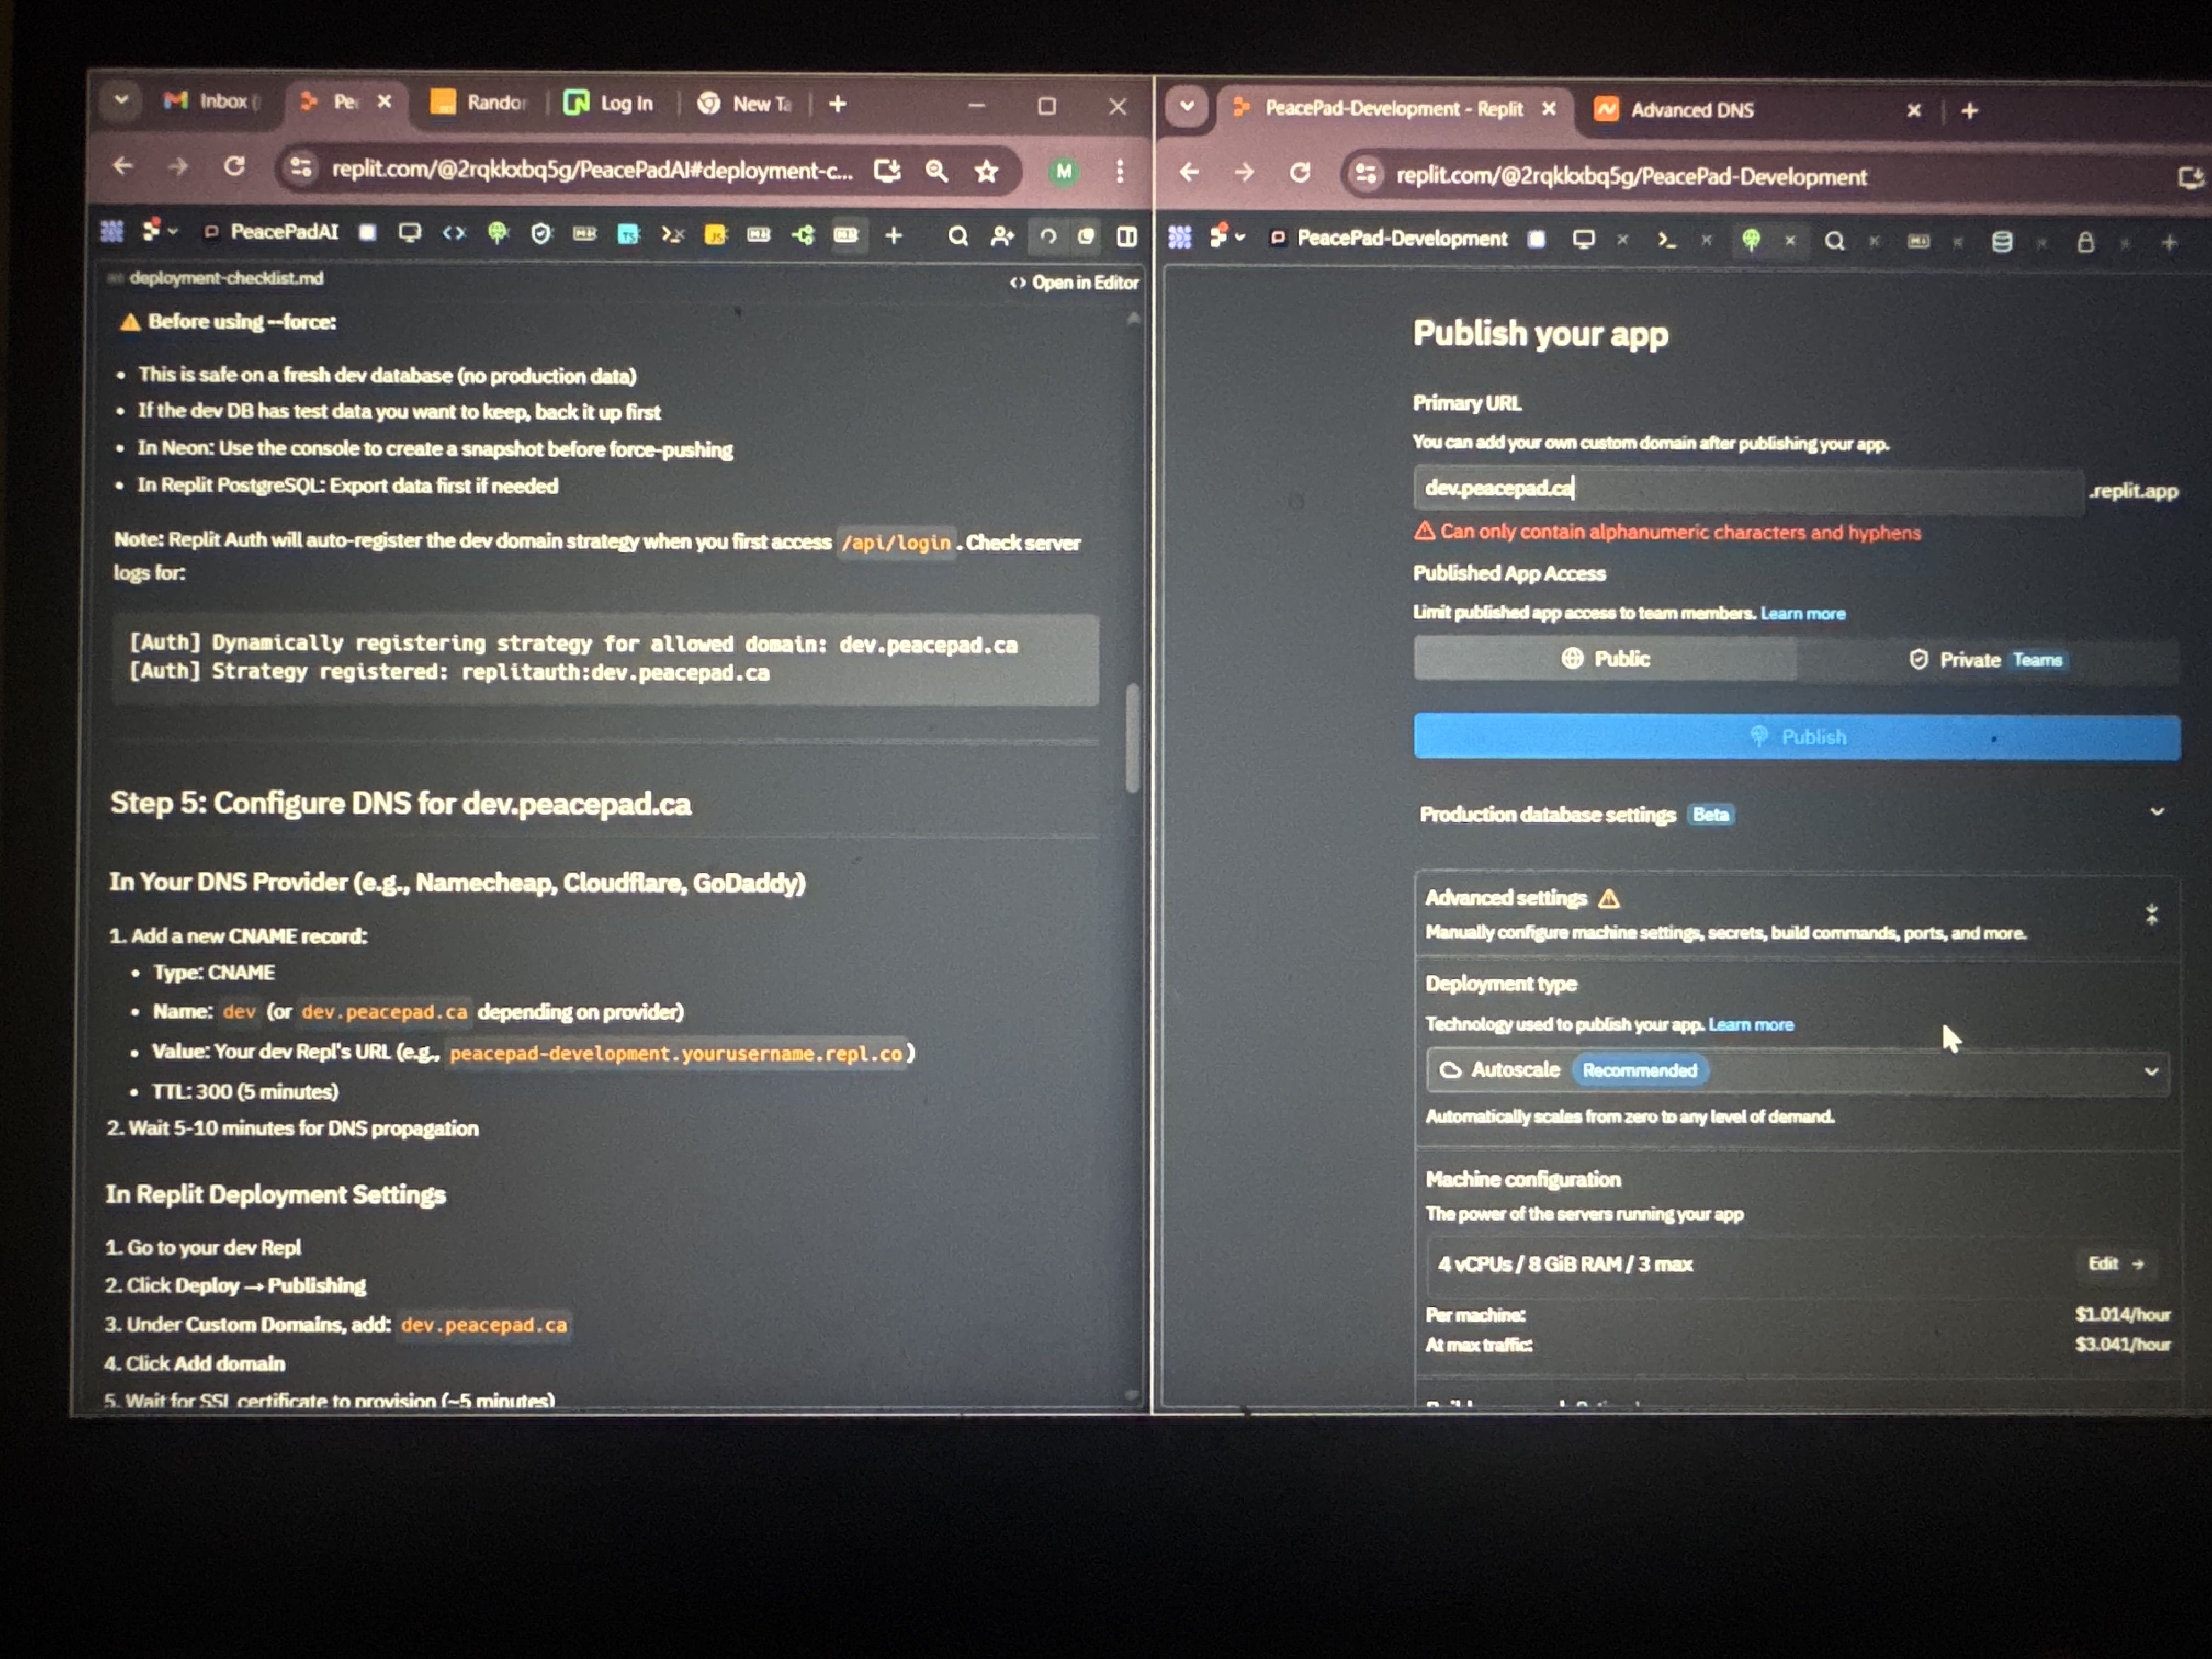 Inbox (
Pe
Randor
Log In
New Ta
replit.com/@2rqkkxbq5g/PeacePadAI#deployment-c...
M
PeacePadAI
deployment-checklist.md
<> Open in Editor
Before using --force:
• This is safe on a fresh dev database (no production data)
• If the dev DB has test data you want to keep, back it up first
• In Neon: Use the console to create a snapshot before force-pushing
• In Replit PostgreSQL: Export data first if needed
Note: Replit Auth will auto-register the dev domain strategy when you first access /api/login. Check server
logs for:
[Auth] Dynamically registering strategy for allowed domain: dev.peacepad.ca
[Auth] Strategy registered: replitauth:dev.peacepad.ca
Step 5: Configure DNS for dev.peacepad.ca
In Your DNS Provider (e.g., Namecheap, Cloudflare, GoDaddy)
1. Add a new CNAME record:
• Type: CNAME
• Name: dev (or dev.peacepad.ca depending on provider)
• Value: Your dev Repl's URL (e.g., peacepad-development.yourusername.repl.co)
• TTL: 300 (5 minutes)
2. Wait 5-10 minutes for DNS propagation
In Replit Deployment Settings
1. Go to your dev Repl
2. Click Deploy → Publishing
3. Under Custom Domains, add: dev.peacepad.ca
4. Click Add domain
5. Wait for SSL certificate to provision (~5 minutes)
PeacePad-Development - Replit
Advanced DNS
replit.com/@2rqkkxbq5g/PeacePad-Development
PeacePad-Development
Publish your app
Primary URL
You can add your own custom domain after publishing your app.
dev.peacepad.ca
.replit.app
Can only contain alphanumeric characters and hyphens
Published App Access
Limit published app access to team members. Learn more
Public
Private Teams
Publish
Production database settings Beta
Advanced settings
Manually configure machine settings, secrets, build commands, ports, and more.
Deployment type
Technology used to publish your app. Learn more
Autoscale Recommended
Automatically scales from zero to any level of demand.
Machine configuration
The power of the servers running your app
4 vCPUs / 8 GiB RAM / 3 max
Edit →
Per machine:
$1.014/hour
At max traffic:
$3.041/hour